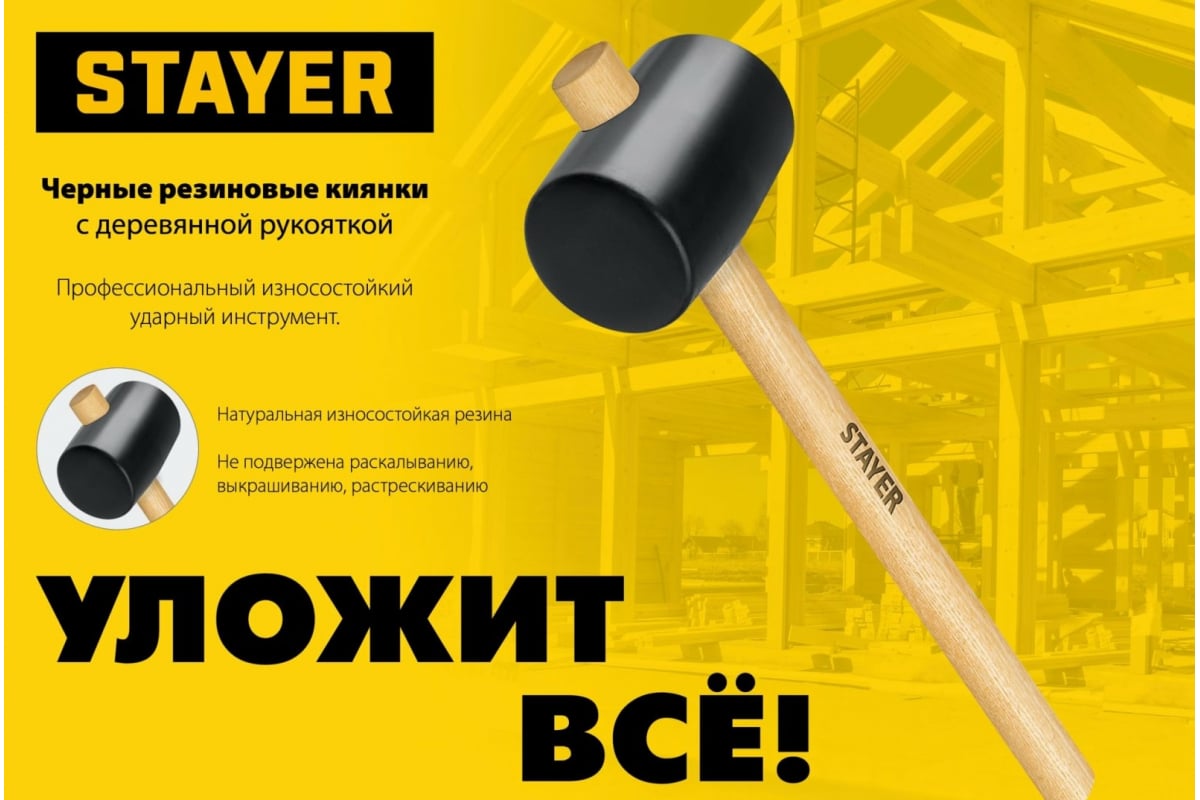 STAYER
Черные резиновые киянки
с деревянной рукояткой
Профессиональный износостойкий
ударный инструмент.
Натуральная износостойкая резина
Не подвержена раскалыванию,
выкрашиванию, растрескиванию
STAYER
УЛОЖИТ
ВСЁ!